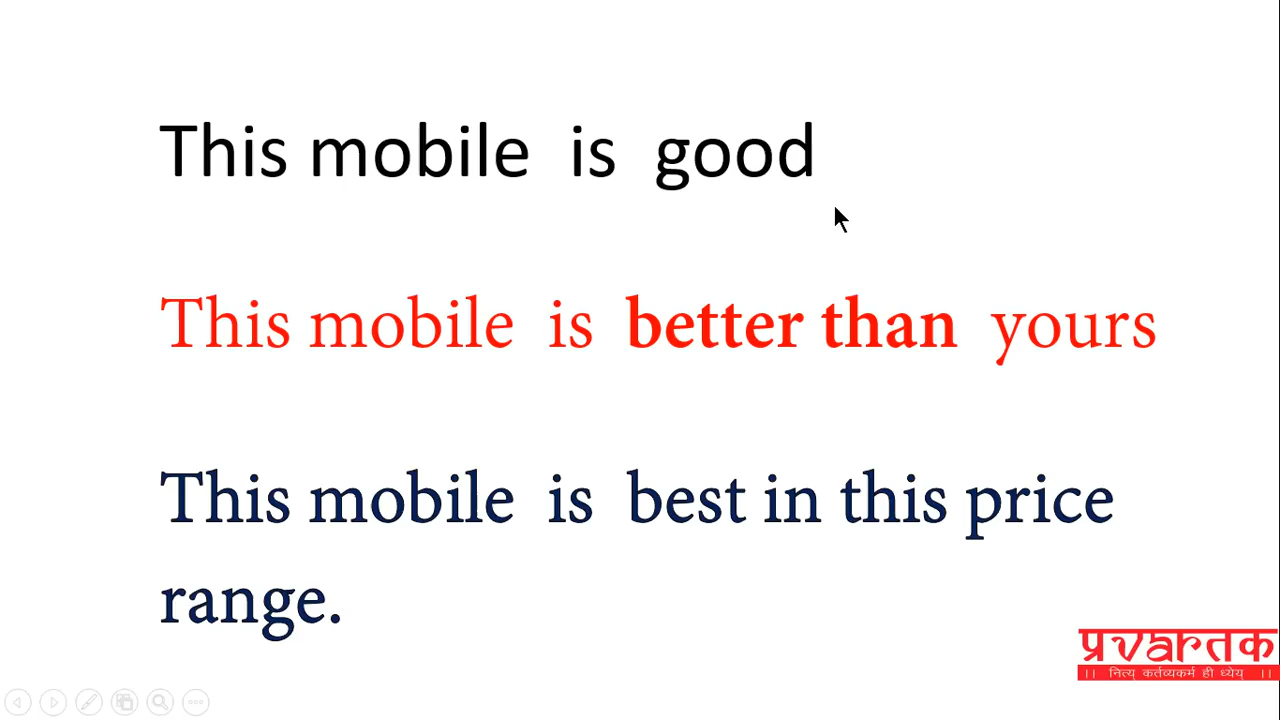 This mobile is good
This mobile is better than yours
This mobile is best in this price
range.
प्रvaרतक
।। नित्य् कर्तव्यकर्म ही ध्येय् ।।